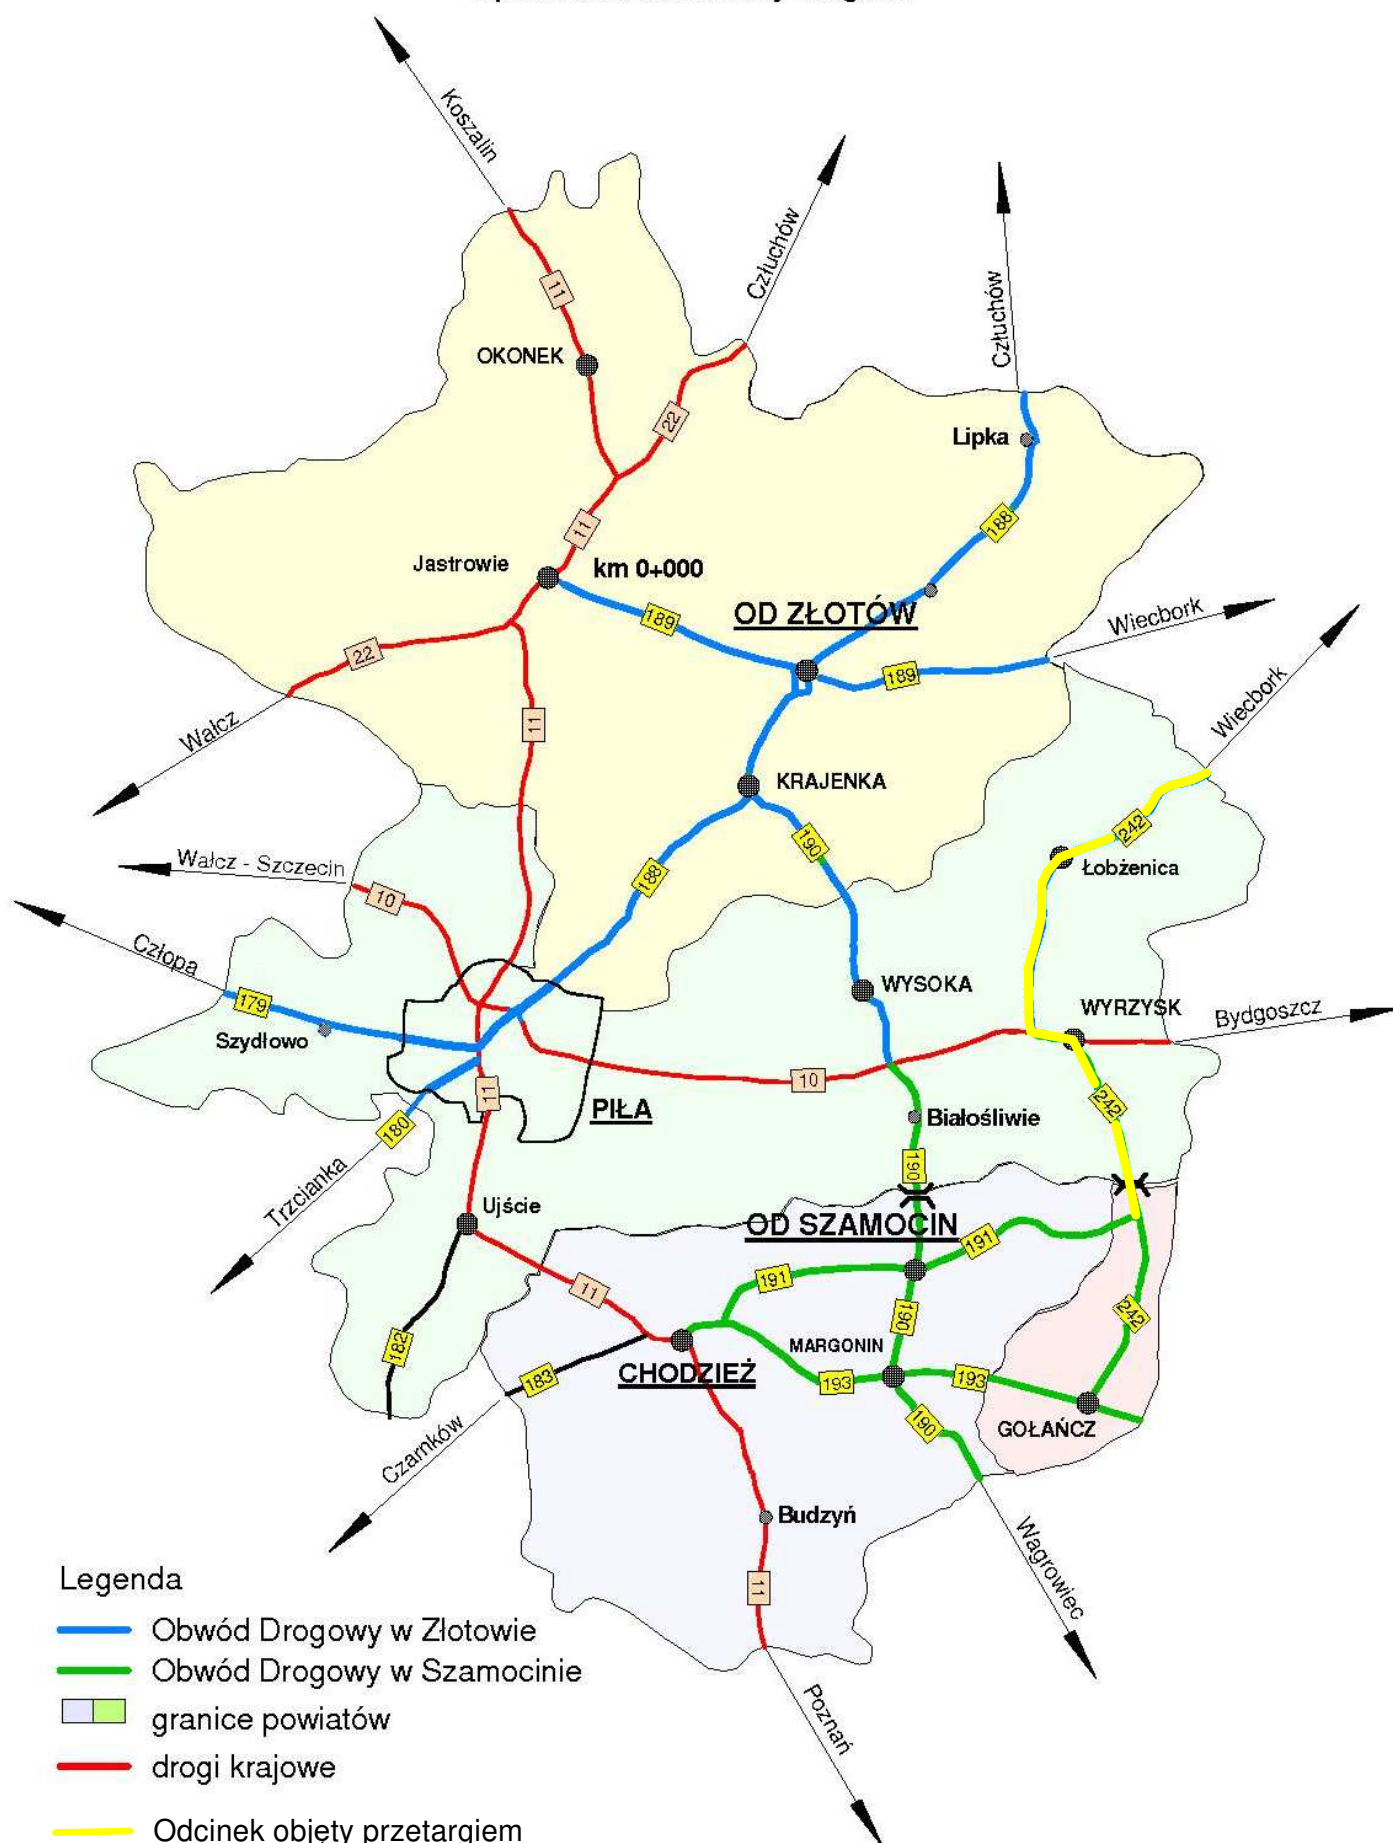 Koszalin
Człuchów
Człuchów
11
OKONEK
22
Lipka
188
11
Jastrowie
km 0+000
189
OD ZŁOTÓW
Wiecbork
22
189
Wiecbork
Wałcz
11
KRAJENKA
242
190
Łobżenica
Wałcz - Szczecin
188
10
Człopa
WYSOKA
179
WYRZYSK
Bydgoszcz
Szydłowo
10
11
242
PIŁA
Białośliwie
180
190
Trzcianka
Ujście
OD SZAMOCIN
191
191
11
242
190
182
MARGONIN
CHODZIEŻ
183
193
193
190
GOŁAŃCZ
Czarnków
Budzyń
Wagrowiec
11
Poznań
Legenda
Obwód Drogowy w Złotowie
Obwód Drogowy w Szamocinie
granice powiatów
drogi krajowe
Odcinek objęty przetargiem